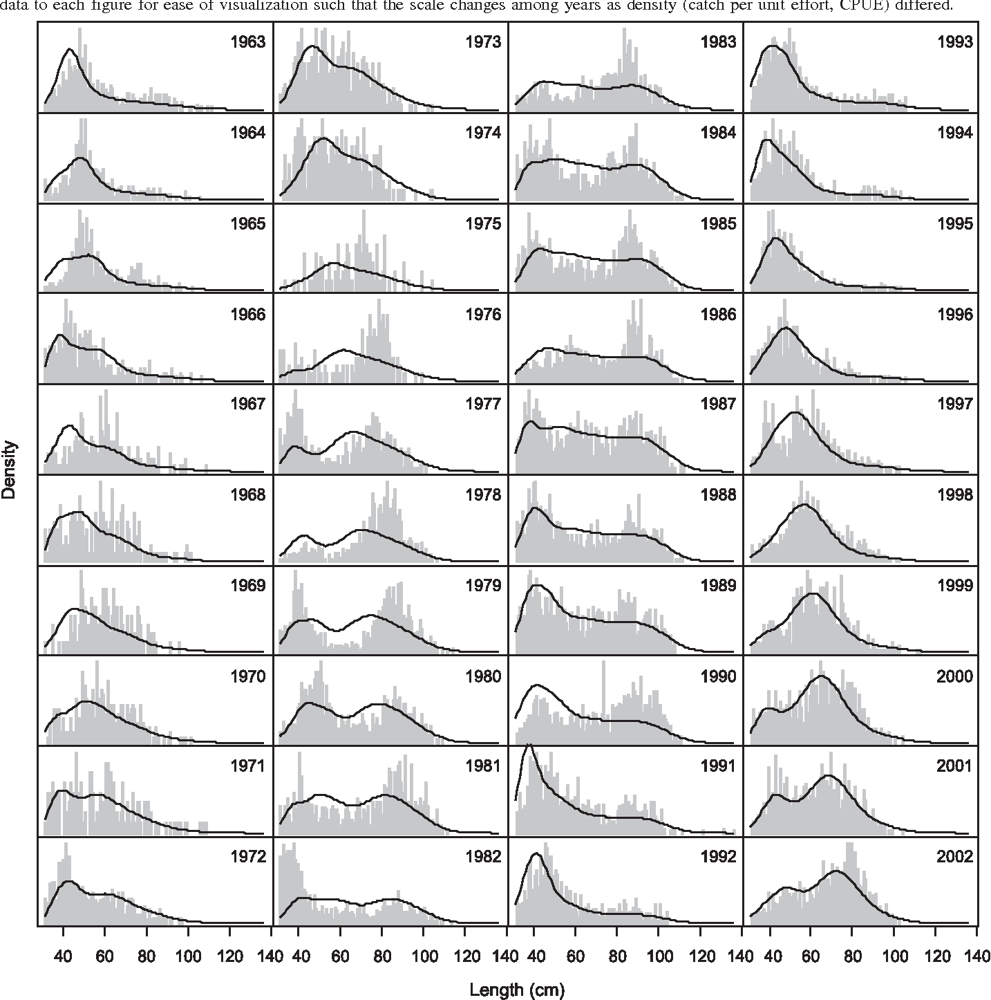 data to each figure for ease of visualization such that the scale changes among years as density (catch per unit effort, CPUE) differed.
1963 1973 1983 1993
1964 1974 1984 1994
1965 1975 1985 1995
1966 1976 1986 1996
1967 1977 1987 1997
Density
1968 1978 1988 1998
1969 1979 1989 1999
1970 1980 1990 2000
1971 1981 1991 2001
1972 1982 1992 2002
40 60 80 100 120 140 40 60 80 100 120 140 40 60 80 100 120 140 40 60 80 100 120 140
Length (cm)